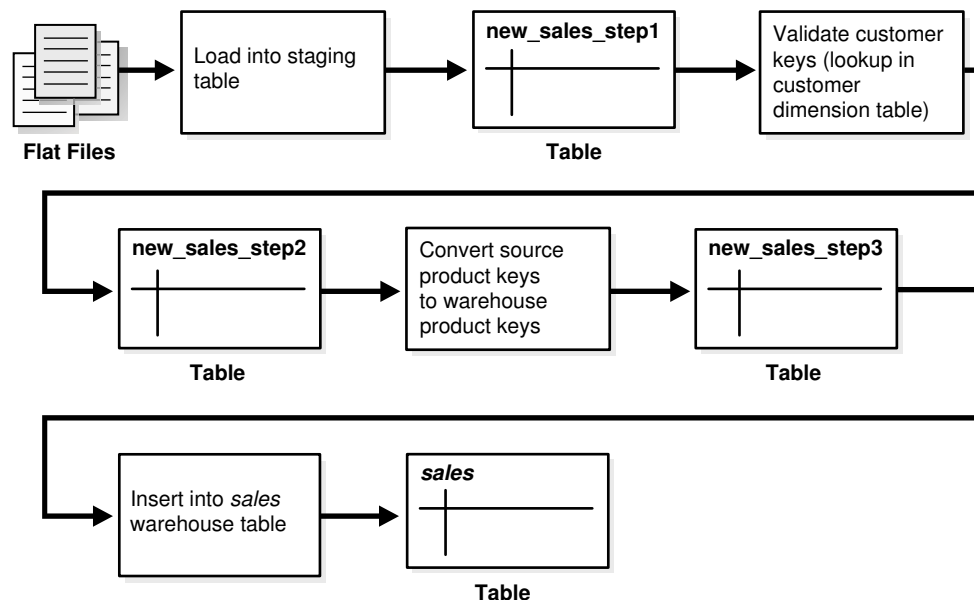 Flat Files
Load into staging
table
new_sales_step1
Table
Validate customer
keys (lookup in
customer
dimension table)
new_sales_step2
Table
Convert source
product keys
to warehouse
product keys
new_sales_step3
Table
Insert into sales
warehouse table
sales
Table